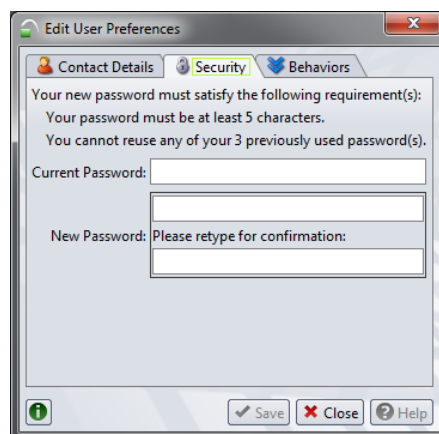 Edit User Preferences
Contact Details Security Behaviors
Your new password must satisfy the following requirement(s):
Your password must be at least 5 characters.
You cannot reuse any of your 3 previously used password(s).
Current Password:
New Password: Please retype for confirmation:
Save Close Help